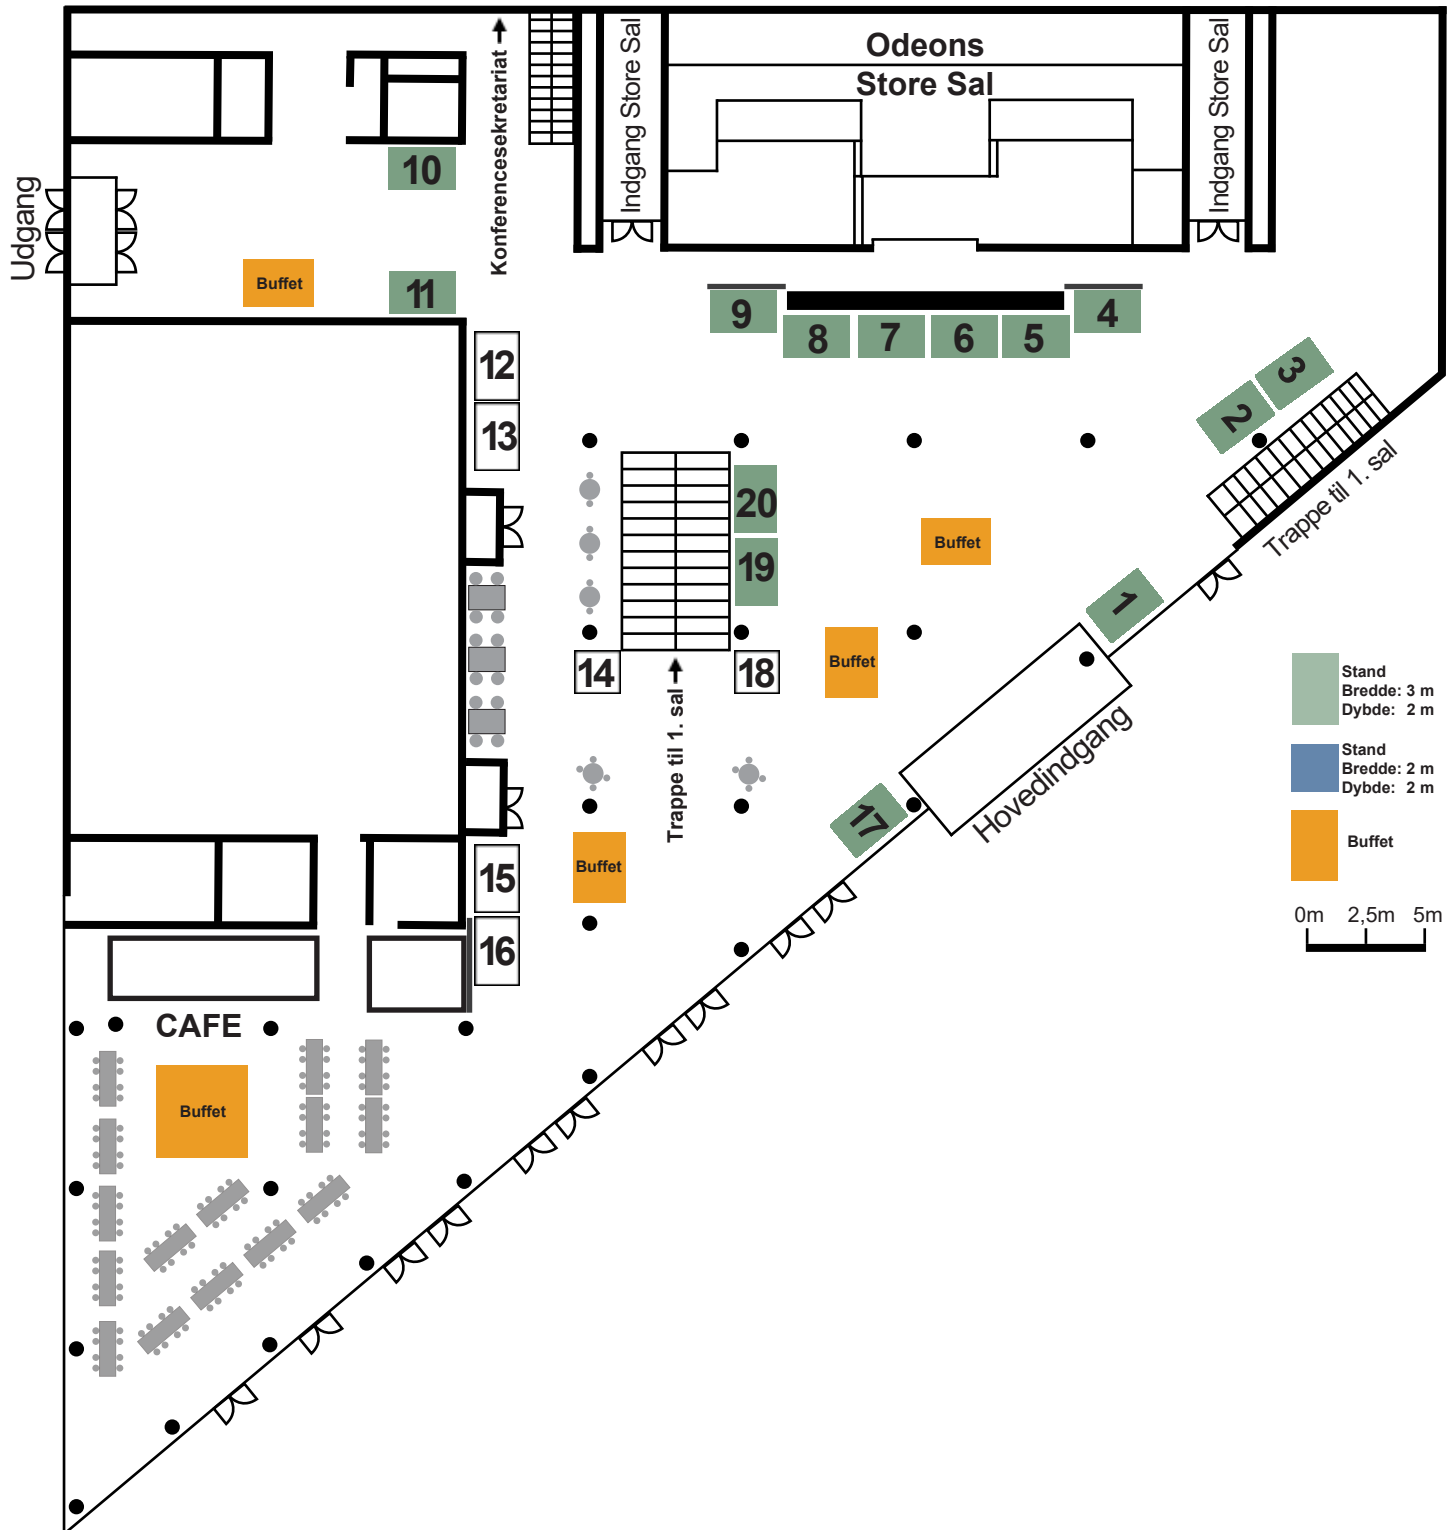 Konferencesekretariat
Indgang Store Sal
Odeons
Store Sal
Indgang Store Sal
Udgang
10
Buffet
11
9
8
7
6
5
4
12
13
3
2
Trappe til 1. sal
20
19
Buffet
1
14
18
Buffet
Trappe til 1. sal
Hovedindgang
17
15
Buffet
16
CAFE
Buffet
Stand
Bredde: 3 m
Dybde: 2 m
Stand
Bredde: 2 m
Dybde: 2 m
Buffet
0m 2,5m 5m